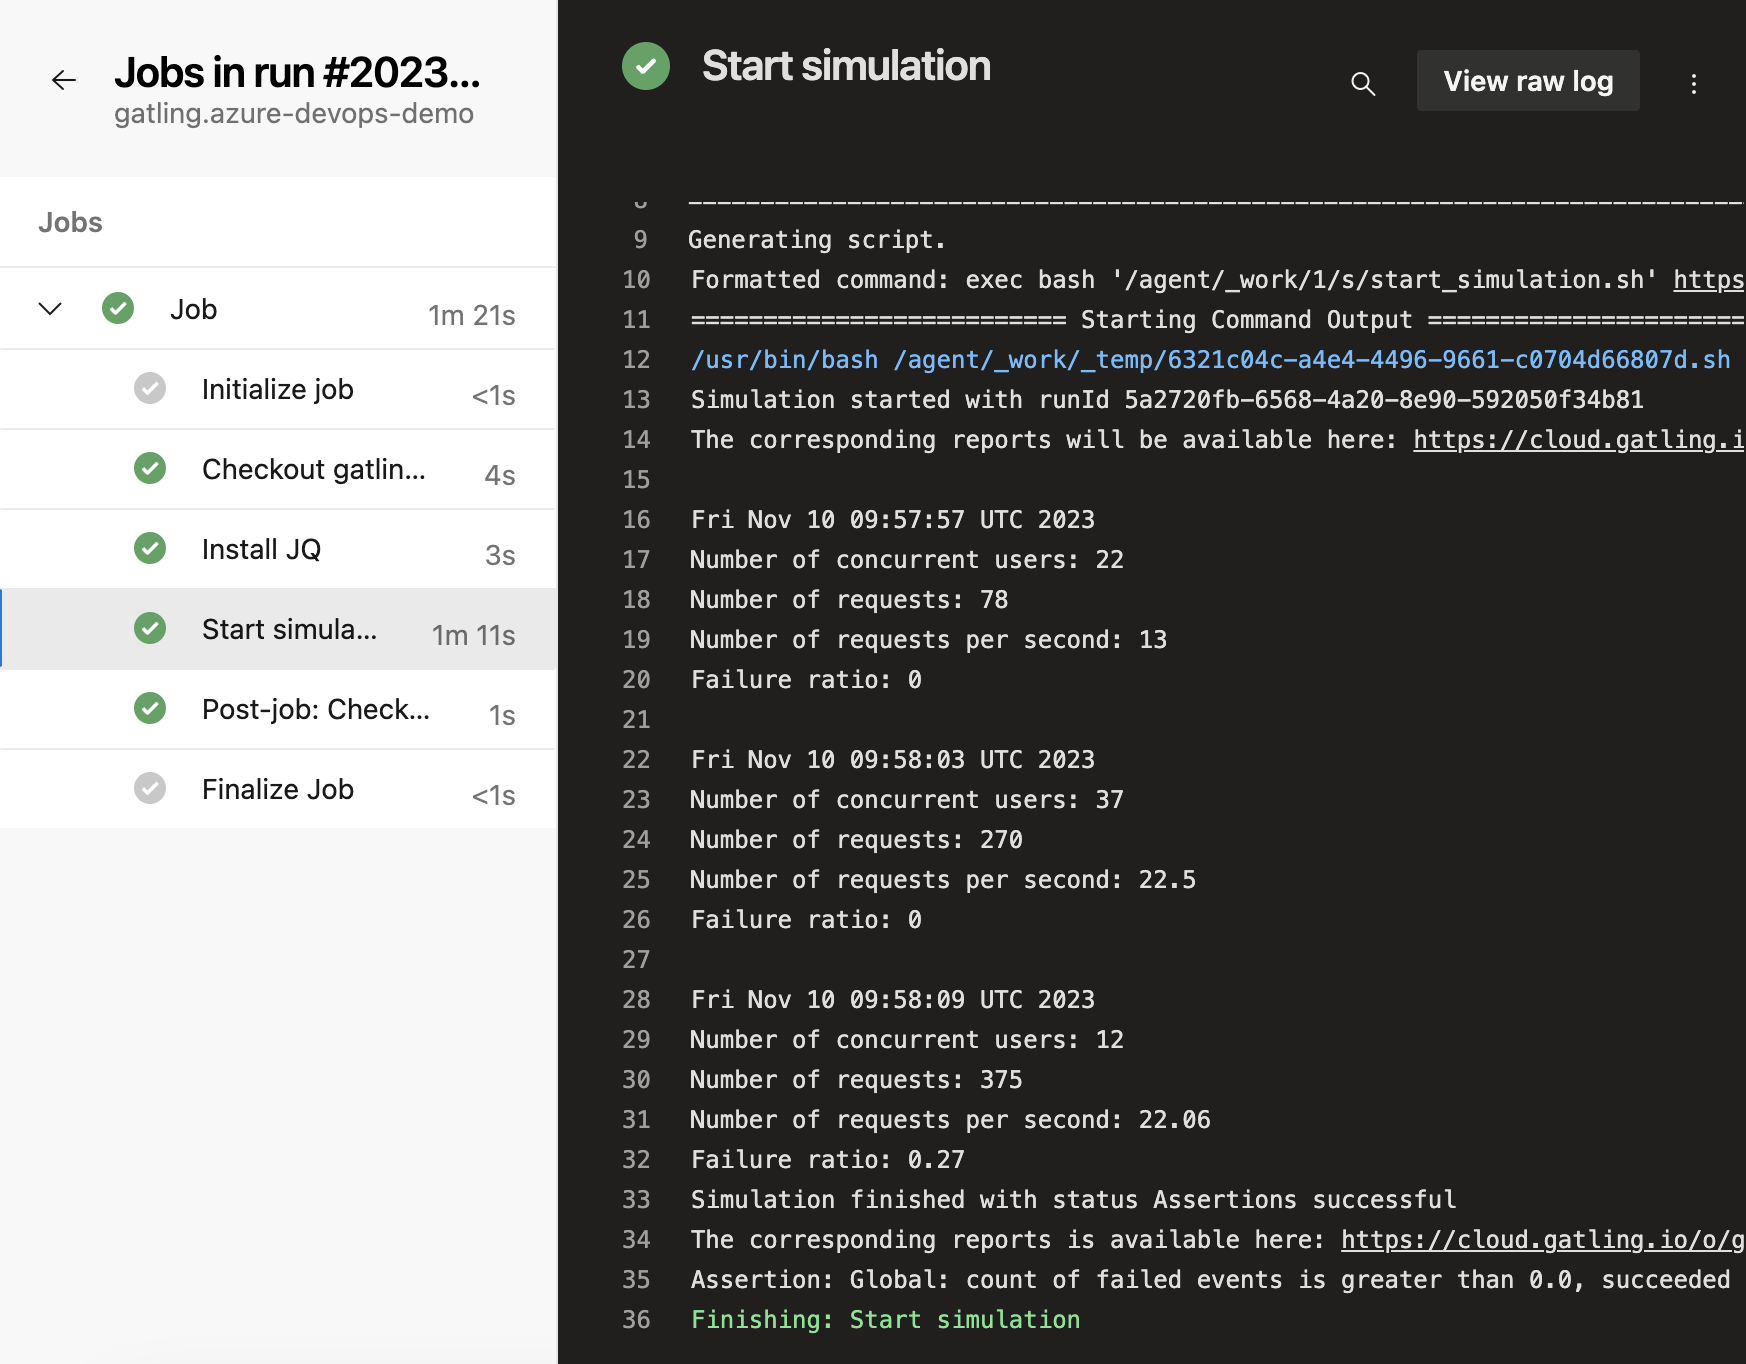 Jobs in run #2023...
gatling.azure-devops-demo
Jobs
Job 1m 21s
Initialize job <1s
Checkout gatlin... 4s
Install JQ 3s
Start simula... 1m 11s
Post-job: Check... 1s
Finalize Job <1s
Start simulation
View raw log
8 --------------------------------------------------------------------------
9 Generating script.
10 Formatted command: exec bash '/agent/_work/1/s/start_simulation.sh' https
11 ========================== Starting Command Output ======================
12 /usr/bin/bash /agent/_work/_temp/6321c04c-a4e4-4496-9661-c0704d66807d.sh
13 Simulation started with runId 5a2720fb-6568-4a20-8e90-592050f34b81
14 The corresponding reports will be available here: https://cloud.gatling.i
15
16 Fri Nov 10 09:57:57 UTC 2023
17 Number of concurrent users: 22
18 Number of requests: 78
19 Number of requests per second: 13
20 Failure ratio: 0
21
22 Fri Nov 10 09:58:03 UTC 2023
23 Number of concurrent users: 37
24 Number of requests: 270
25 Number of requests per second: 22.5
26 Failure ratio: 0
27
28 Fri Nov 10 09:58:09 UTC 2023
29 Number of concurrent users: 12
30 Number of requests: 375
31 Number of requests per second: 22.06
32 Failure ratio: 0.27
33 Simulation finished with status Assertions successful
34 The corresponding reports is available here: https://cloud.gatling.io/o/g
35 Assertion: Global: count of failed events is greater than 0.0, succeeded
36 Finishing: Start simulation